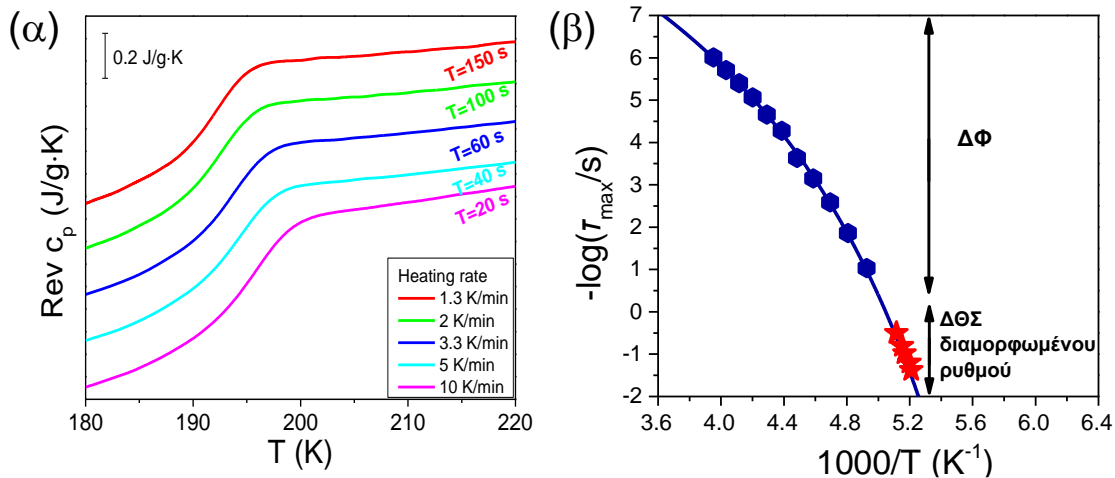 (α)
0.2 J/g·K
T=150 s
T=100 s
T=60 s
T=40 s
T=20 s
Heating rate
1.3 K/min
2 K/min
3.3 K/min
5 K/min
10 K/min
Rev cp (J/g·K)
180 190 200 210 220
T (K)
(β)
7
6
5
4
3
2
1
0
-1
-2
-log(τmax/s)
ΔΦ
ΔΘΣ
διαμορφωμένου
ρυθμού
3.6 4.0 4.4 4.8 5.2 5.6 6.0 6.4
1000/T (K-1)